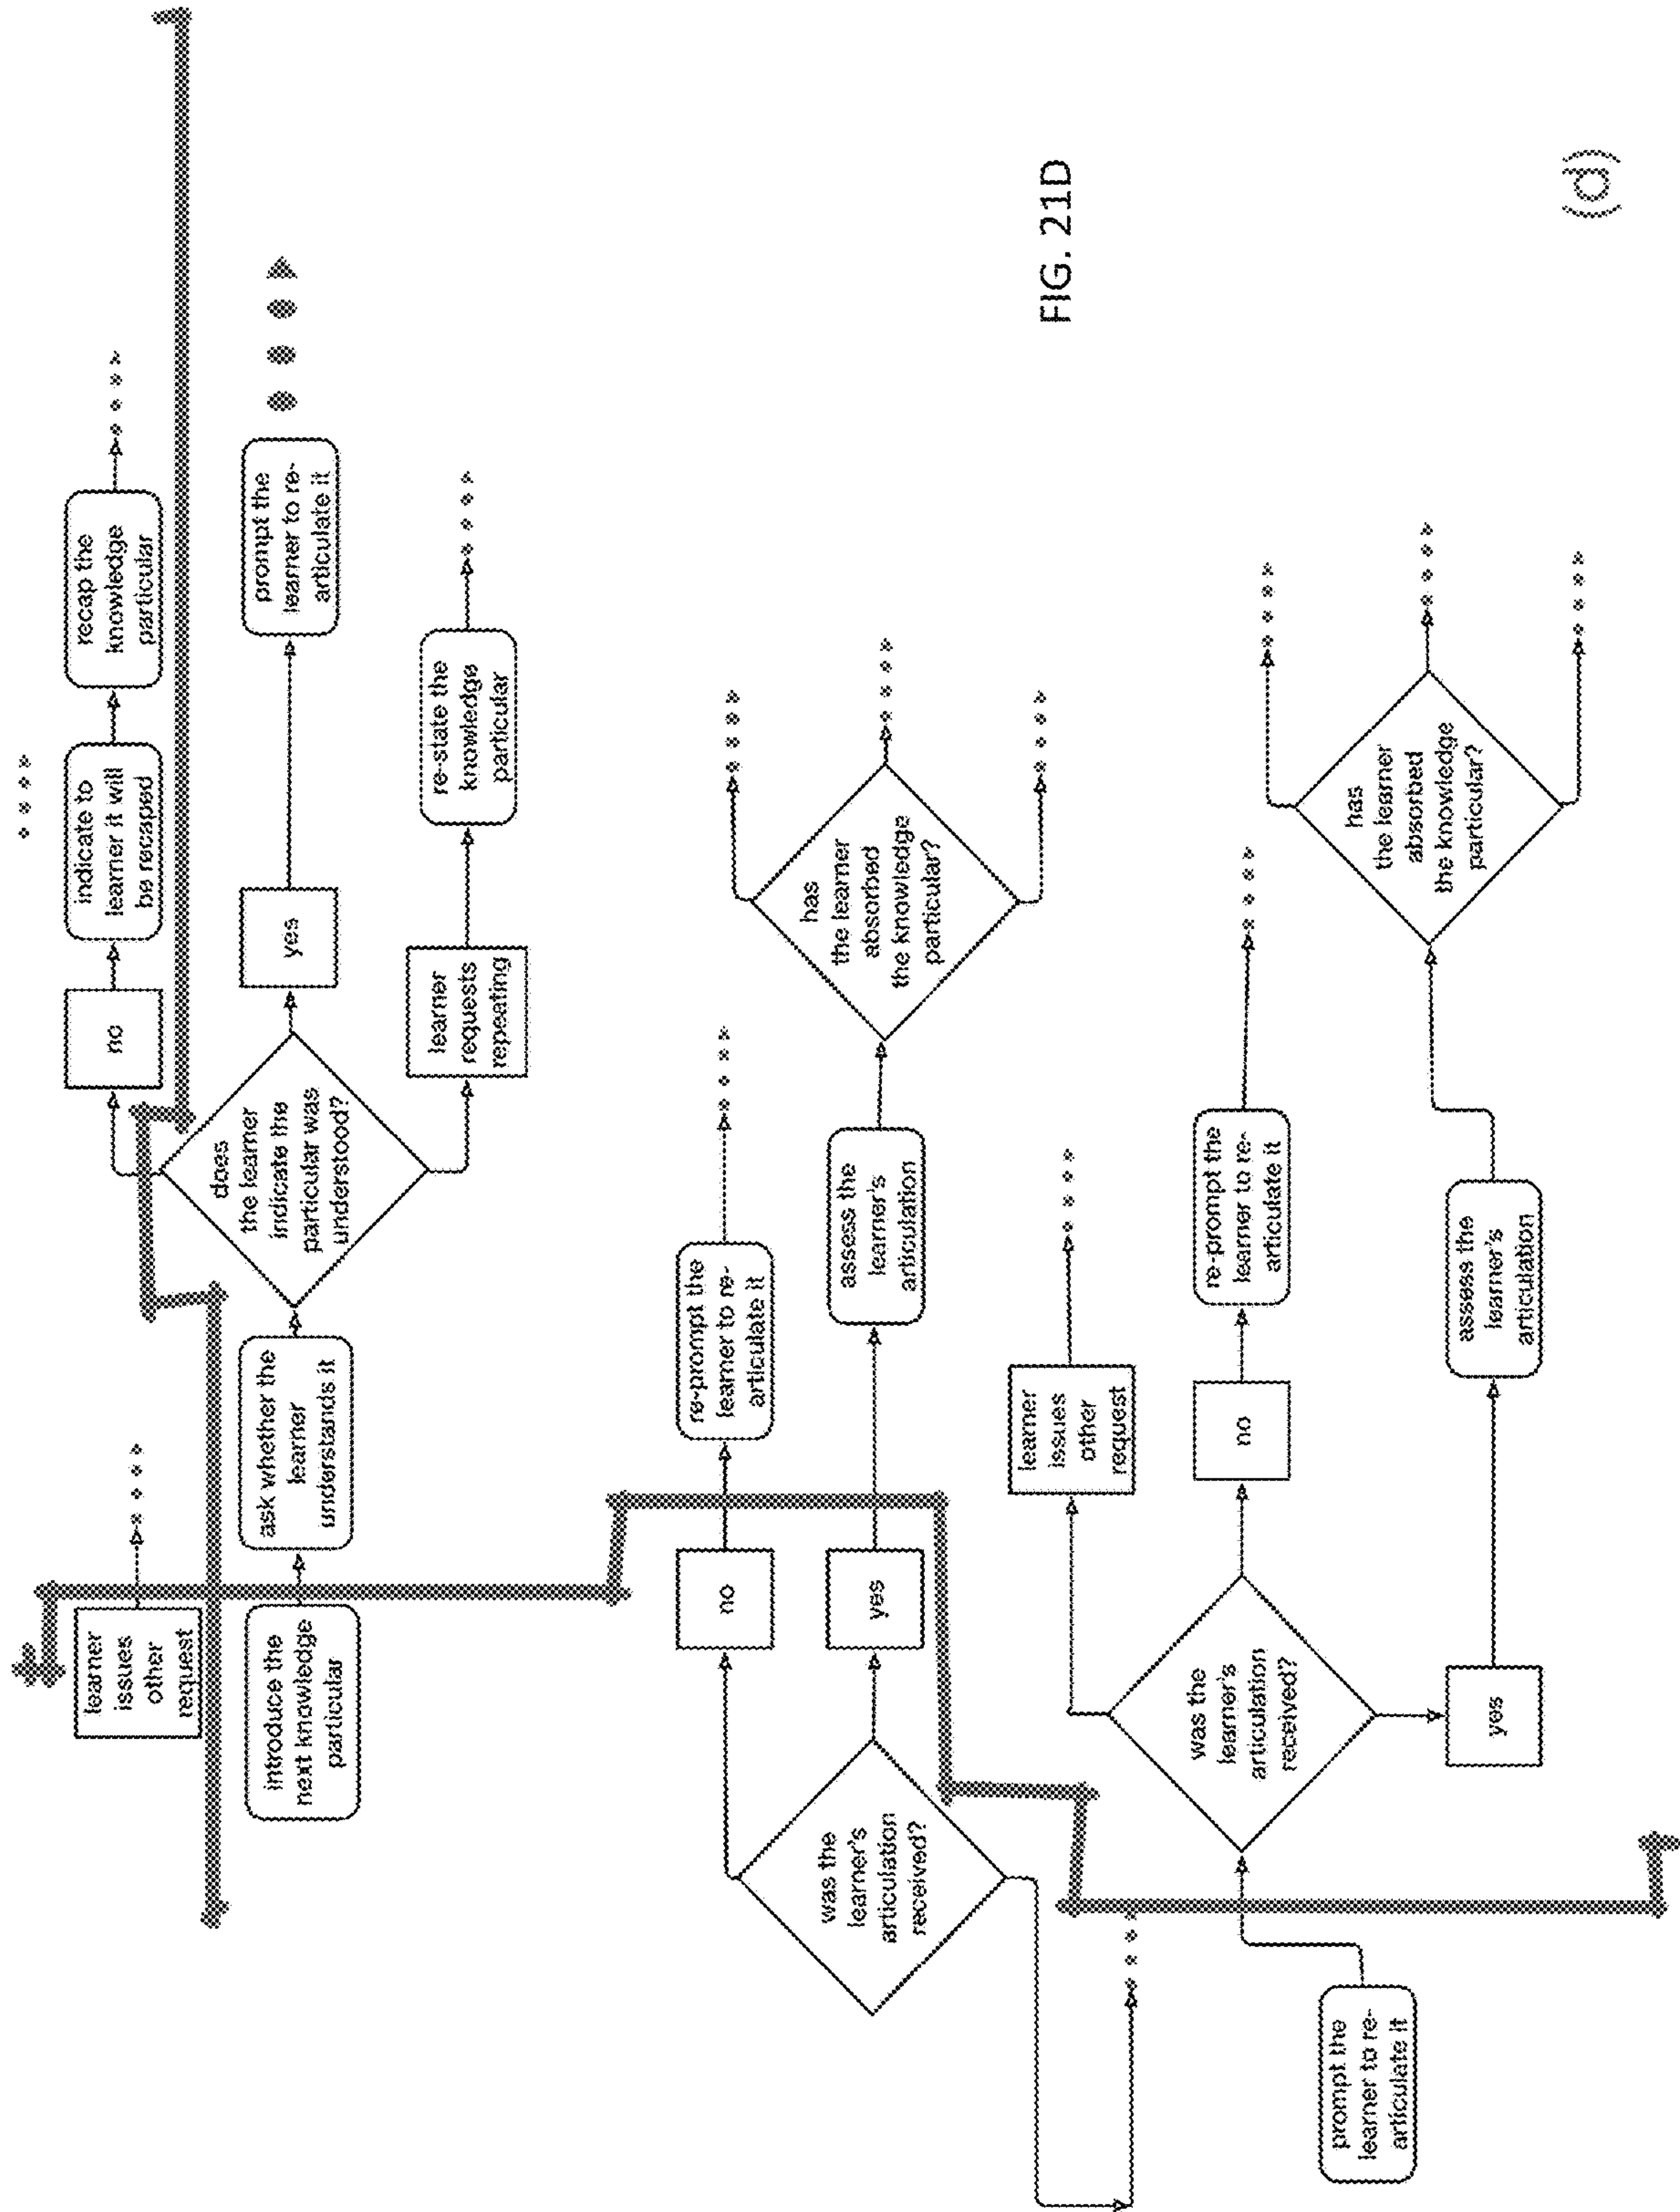 learner
issues
other
request
no
indicate to
learner it will
be recaped
recap the
knowledge
particular
introduce the
next knowledge
particular
ask whether the
learner
understands it
does
the learner
indicate the
particular was
understood?
yes
prompt the
learner to re-
articulate it
learner
requests
repeating
re-state the
knowledge
particular
was the
learner's
articulation
received?
no
re-prompt the
learner to re-
articulate it
yes
assess the
learner's
articulation
has
the learner
absorbed
the knowledge
particular?
prompt the
learner to re-
articulate it
was the
learner's
articulation
received?
learner
issues
other
request
no
re-prompt the
learner to re-
articulate it
yes
assess the
learner's
articulation
has
the learner
absorbed
the knowledge
particular?
FIG. 21D
(d)